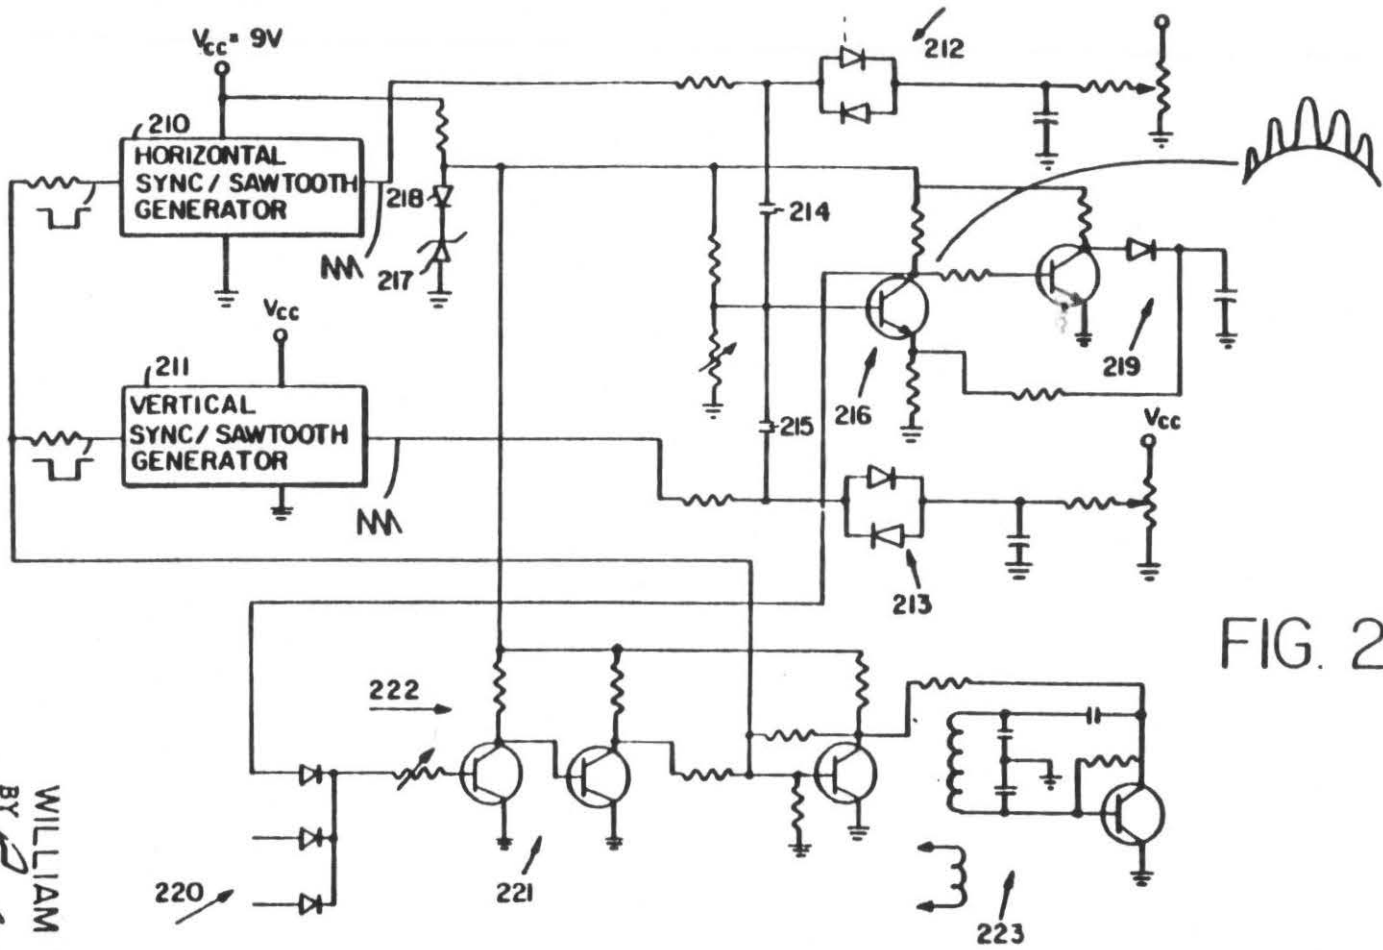 212
Vcc = 9V
210
HORIZONTAL
SYNC/ SAWTOOTH
GENERATOR
218
217
214
Vcc
211
VERTICAL
SYNC/ SAWTOOTH
GENERATOR
216
219
215
Vcc
213
FIG. 2
222
220
221
223
WILLIAM
BY